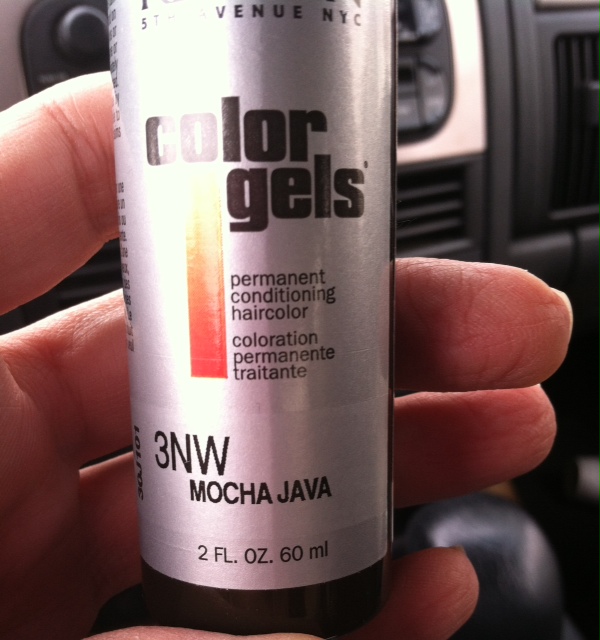 5TH AVENUE NYC
color
gels
permanent
conditioning
haircolor
coloration
permanente
traitante
3NW
MOCHA JAVA
2 FL. OZ. 60 ml